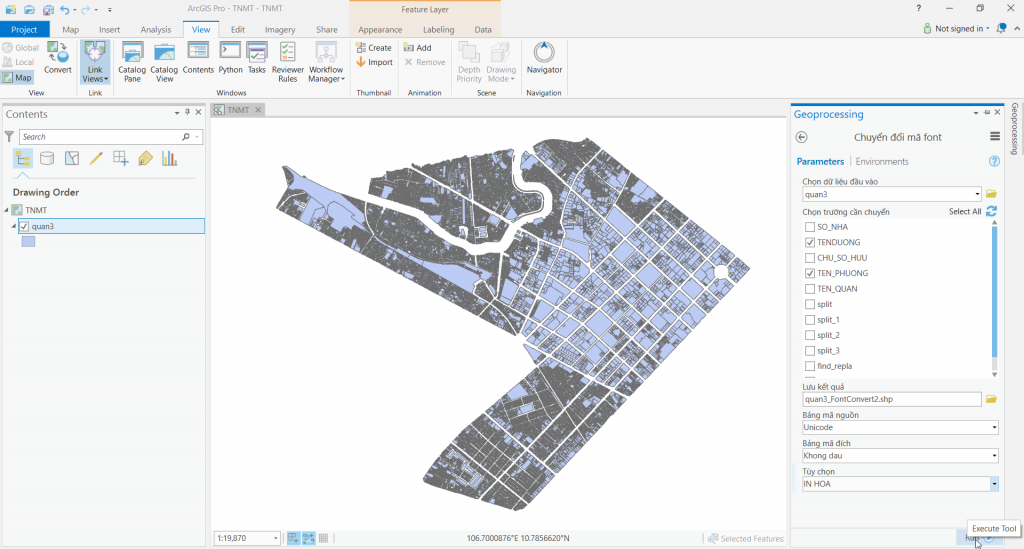 ArcGIS Pro - TNMT - TNMT
Feature Layer
Project Map Insert Analysis View Edit Imagery Share Appearance Labeling Data
Not signed in
Global
Local
Map
Convert
Link Views
Catalog Pane
Catalog View
Contents
Python
Tasks
Reviewer Rules
Workflow Manager
Create
Import
Add
Remove
Depth Priority
Drawing Mode
Navigator
View Link Windows Thumbnail Animation Scene Navigation
Contents
Search
Drawing Order
TNMT
quan3
TNMT
1:19,870
106.7000876°E 10.7856620°N
Selected Features:
Geoprocessing
Chuyển đổi mã font
Parameters | Environments
Chọn dữ liệu đầu vào
quan3
Chọn trường cần chuyển Select All
SO_NHA
TENDUONG
CHU_SO_HUU
TEN_PHUONG
TEN_QUAN
split
split_1
split_2
split_3
find_repla
Lưu kết quả
quan3_FontConvert2.shp
Bảng mã nguồn
Unicode
Bảng mã đích
Khong dau
Tùy chọn
IN HOA
Execute Tool
Run
Geoprocessing